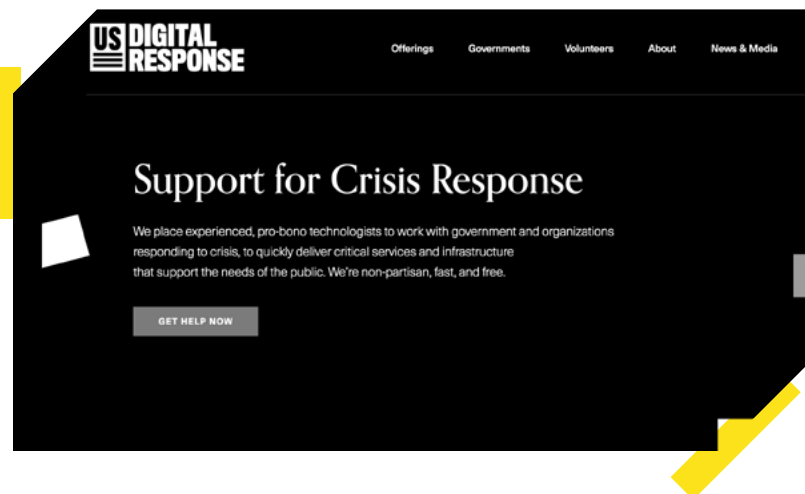 US DIGITAL
RESPONSE
Offerings Governments Volunteers About News & Media
Support for Crisis Response
We place experienced, pro-bono technologists to work with government and organizations
responding to crisis, to quickly deliver critical services and infrastructure
that support the needs of the public. We're non-partisan, fast, and free.
GET HELP NOW